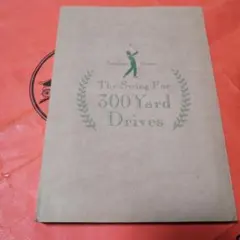 The Swing For
300 Yard
Drives